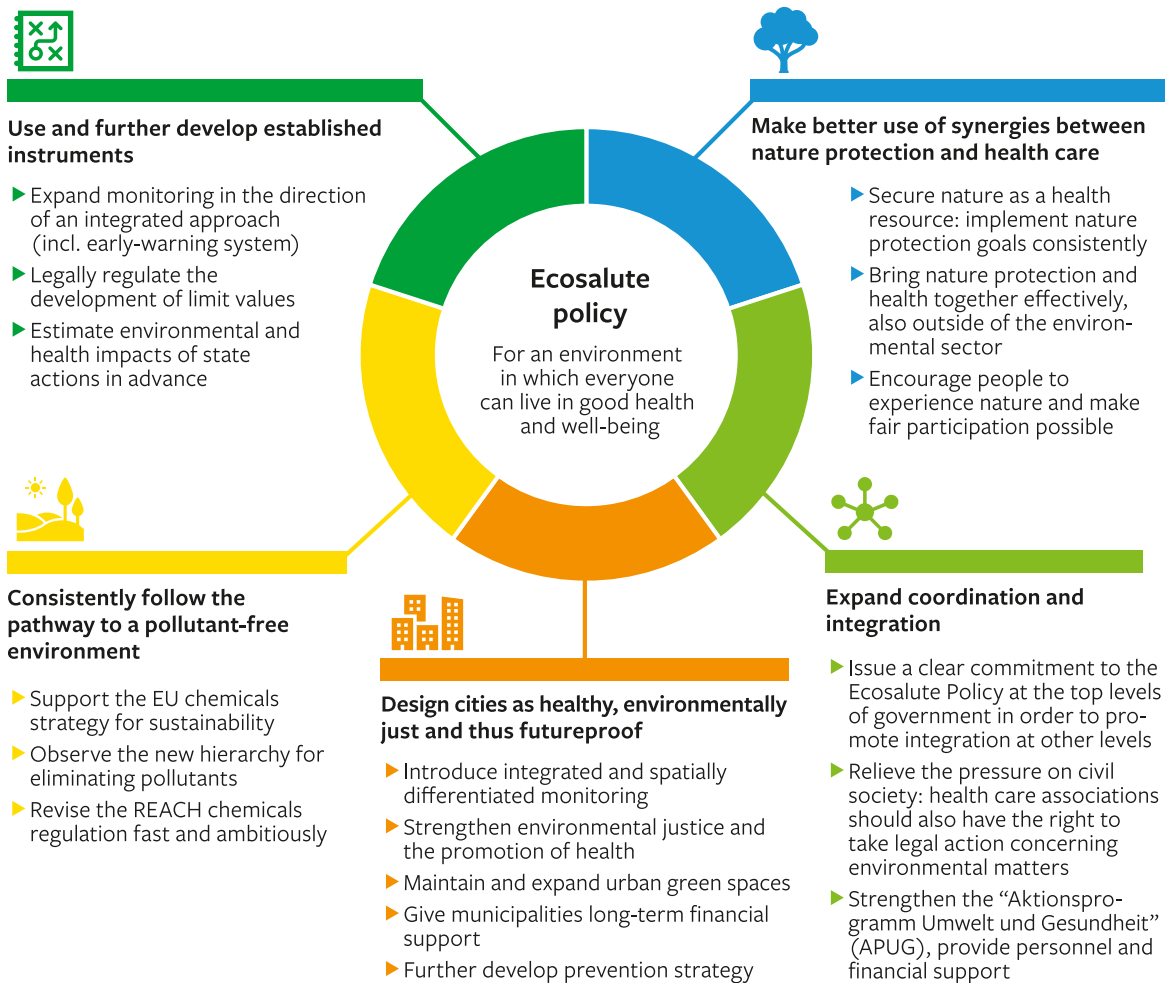 Use and further develop established
instruments
Expand monitoring in the direction
of an integrated approach
(incl. early-warning system)
Legally regulate the
development of limit values
Estimate environmental and
health impacts of state
actions in advance
Make better use of synergies between
nature protection and health care
Secure nature as a health
resource: implement nature
protection goals consistently
Bring nature protection and
health together effectively,
also outside of the environ-
mental sector
Encourage people to
experience nature and make
fair participation possible
Ecosalute
policy
For an environment
in which everyone
can live in good health
and well-being
Consistently follow the
pathway to a pollutant-free
environment
Support the EU chemicals
strategy for sustainability
Observe the new hierarchy for
eliminating pollutants
Revise the REACH chemicals
regulation fast and ambitiously
Design cities as healthy, environmentally
just and thus futureproof
Introduce integrated and spatially
differentiated monitoring
Strengthen environmental justice and
the promotion of health
Maintain and expand urban green spaces
Give municipalities long-term financial
support
Further develop prevention strategy
Expand coordination and
integration
Issue a clear commitment to the
Ecosalute Policy at the top levels
of government in order to pro-
mote integration at other levels
Relieve the pressure on civil
society: health care associations
should also have the right to
take legal action concerning
environmental matters
Strengthen the “Aktionspro-
gramm Umwelt und Gesundheit”
(APUG), provide personnel and
financial support